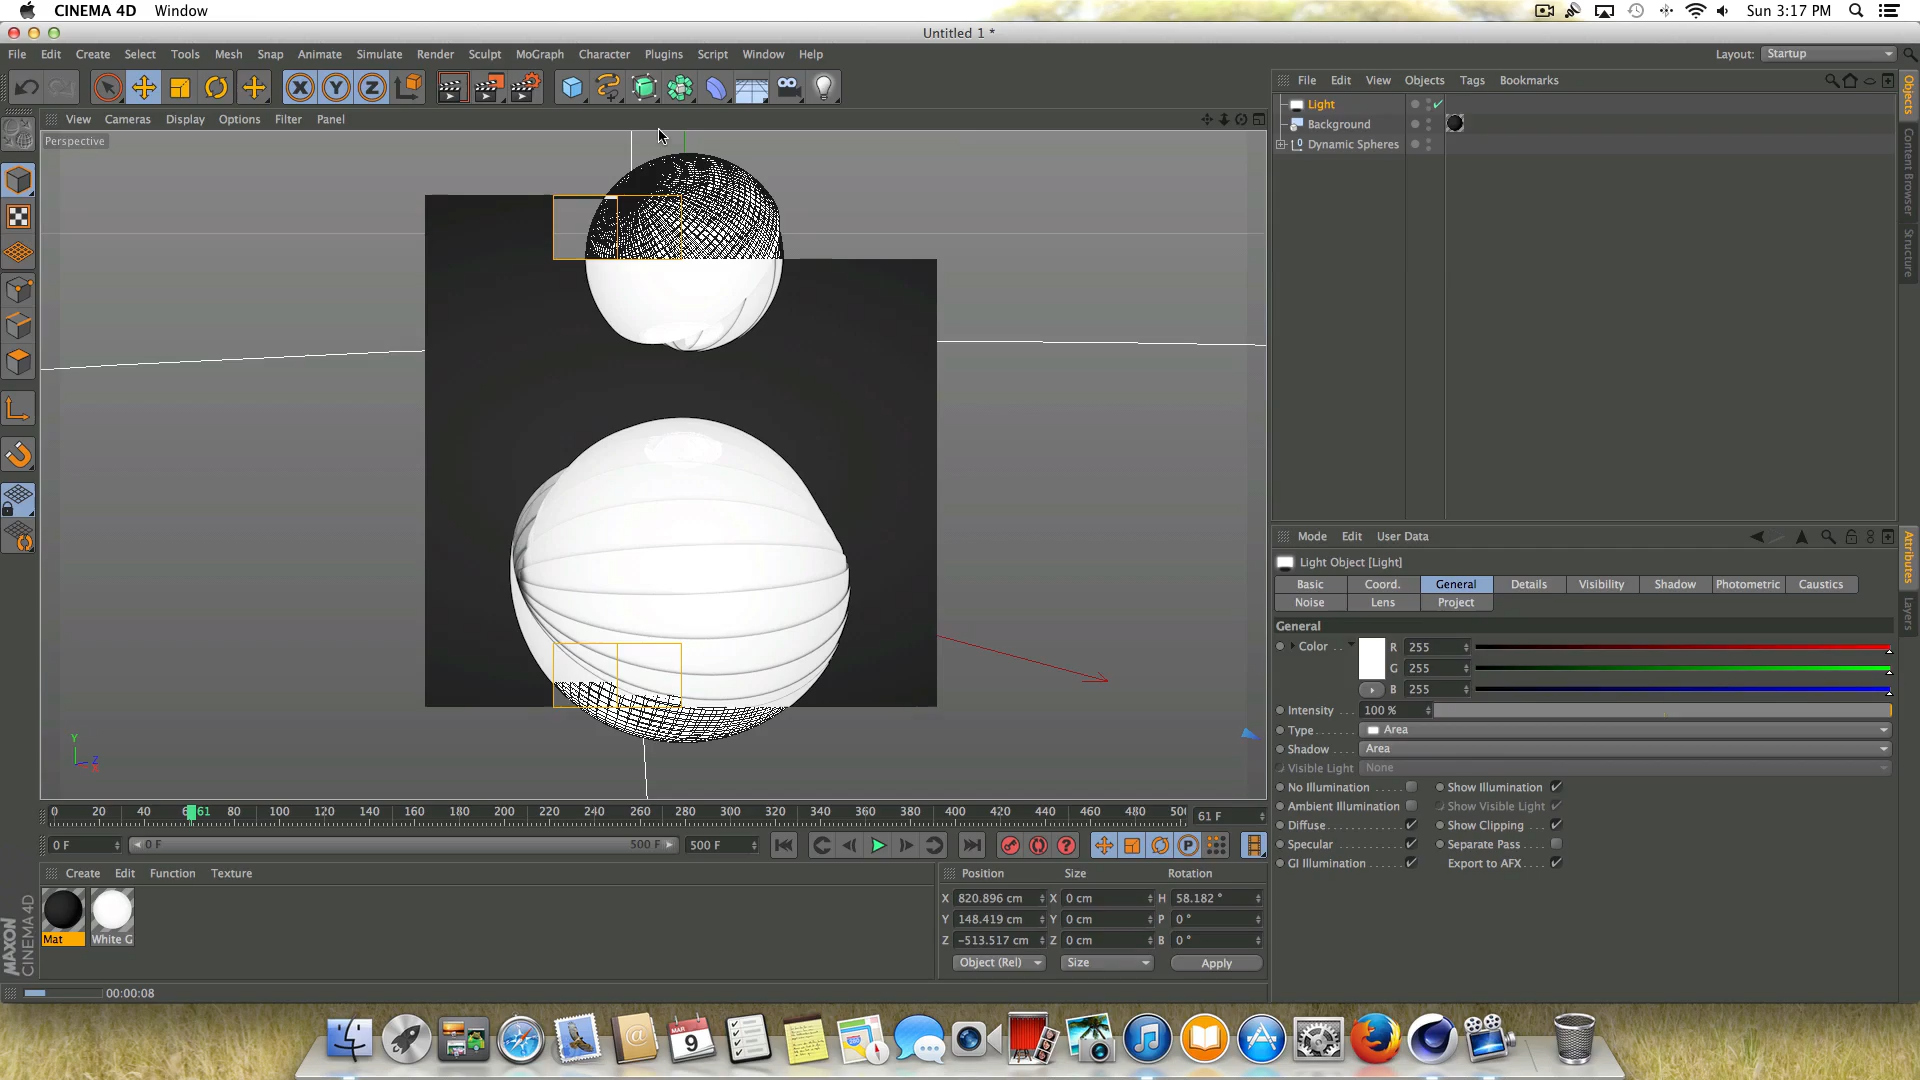 CINEMA 4D Window
Sun 3:17 PM
Untitled 1 *
File Edit Create Select Tools Mesh Snap Animate Simulate Render Sculpt MoGraph Character Plugins Script Window Help
Layout: Startup
File Edit View Objects Tags Bookmarks
Light
Background
Dynamic Spheres
Objects
Content Browser
Structure
View Cameras Display Options Filter Panel
Perspective
Y
Z
Mode Edit User Data
Light Object [Light]
Basic Coord. General Details Visibility Shadow Photometric Caustics
Noise Lens Project
Attributes
Layers
General
Color R 255
G 255
B 255
Intensity 100 %
Type Area
Shadow Area
Visible Light None
No Illumination Show Illumination
Ambient Illumination Show Visible Light
Diffuse Show Clipping
Specular Separate Pass
GI Illumination Export to AFX
0 20 40 61 80 100 120 140 160 180 200 220 240 260 280 300 320 340 360 380 400 420 440 460 480 61 F
0 F 0 F 500 F 500 F
Create Edit Function Texture
Mat White G
Position Size Rotation
X 820.896 cm X 0 cm H 58.182 °
Y 148.419 cm Y 0 cm P 0 °
Z -513.517 cm Z 0 cm B 0 °
Object (Rel) Size Apply
MAXON
CINEMA 4D
00:00:08
MAR
9